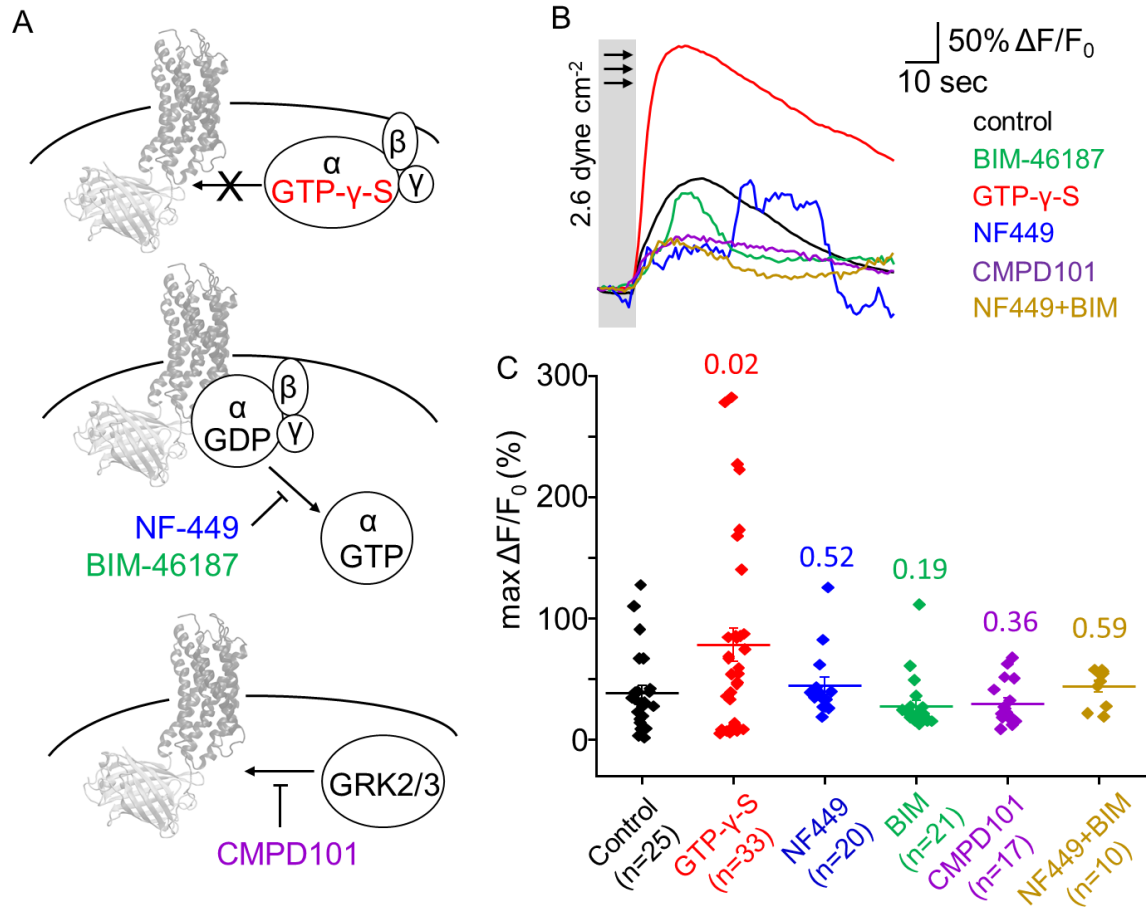 A
α
β
γ
GTP-γ-S
X
α
β
γ
GDP
NF-449
BIM-46187
α
GTP
GRK2/3
CMPD101
B
2.6 dyne cm-2
50% ΔF/F0
10 sec
control
BIM-46187
GTP-γ-S
NF449
CMPD101
NF449+BIM
C
max ΔF/F0 (%)
300
200
100
0
0.02
0.52
0.19
0.36
0.59
Control
(n=25)
GTP-γ-S
(n=33)
NF449
(n=20)
BIM
(n=21)
CMPD101
(n=17)
NF449+BIM
(n=10)